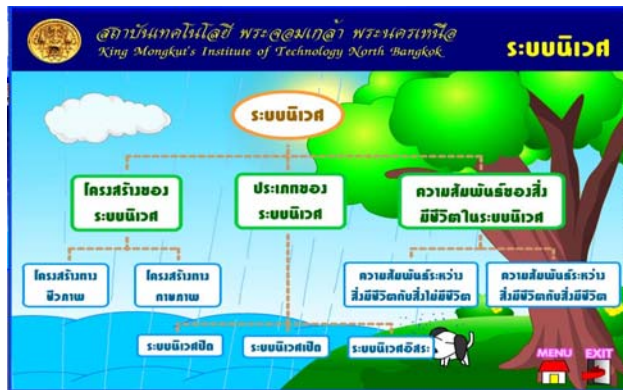 สถาบันเทคโนโลยี พระจอมเกล้า พระนครเหนือ
King Mongkut's Institute of Technology North Bangkok
ระบบนิเวศ
ระบบนิเวศ
โครงสร้างของ
ระบบนิเวศ
ประเภทของ
ระบบนิเวศ
ความสัมพันธ์ของสิ่ง
มีชีวิตในระบบนิเวศ
โครงสร้างทาง
ชีวภาพ
โครงสร้างทาง
กายภาพ
ความสัมพันธ์ระหว่าง
สิ่งมีชีวิตกับสิ่งไม่มีชีวิต
ความสัมพันธ์ระหว่าง
สิ่งมีชีวิตกับสิ่งมีชีวิต
ระบบนิเวศปิด
ระบบนิเวศเปิด
ระบบนิเวศอิสระ
MENU
EXIT